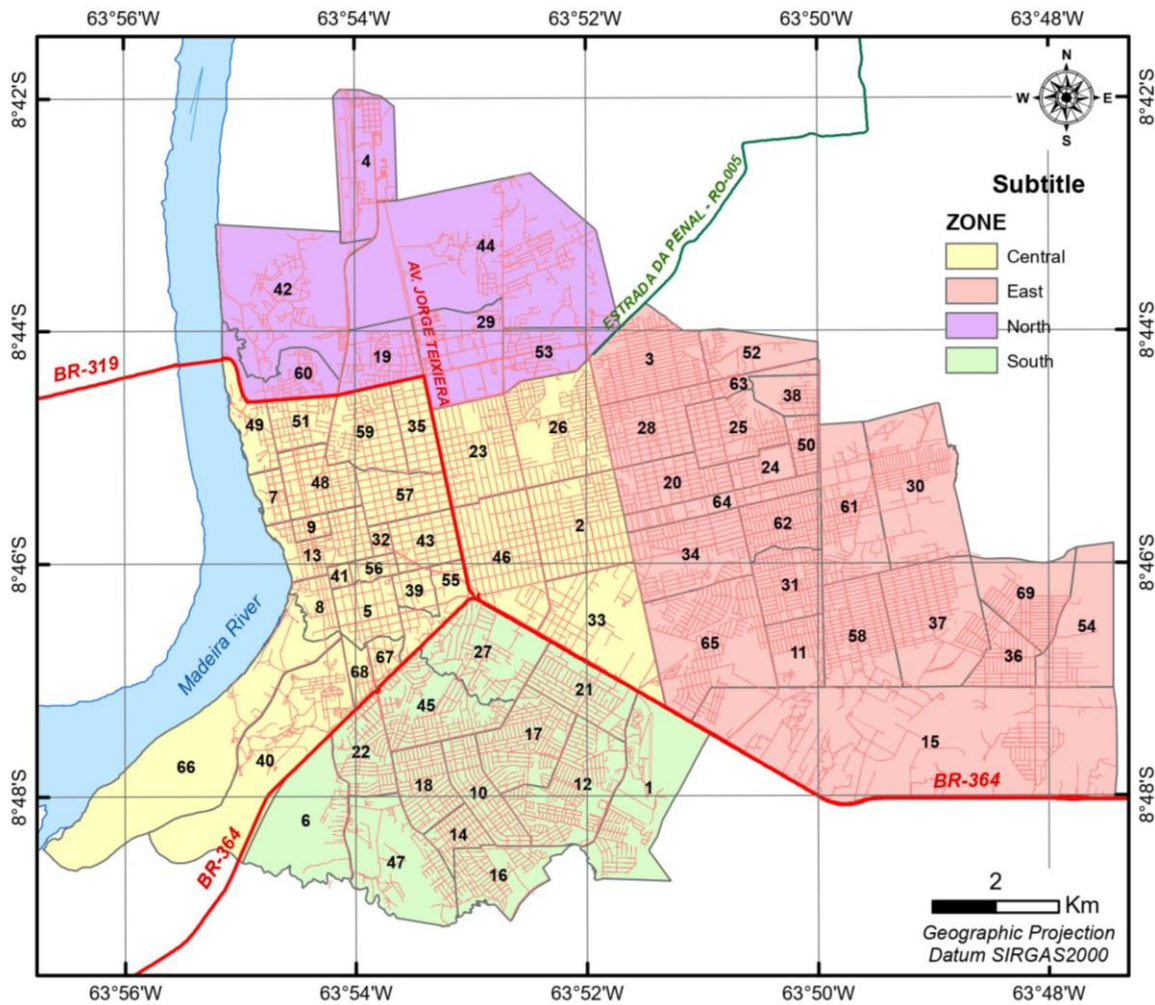 63°56'W 63°54'W 63°52'W 63°50'W 63°48'W
8°42'S 8°42'S
N
W E
S
4
Subtitle
ZONE
Central
East
North
South
ESTRADA DA PENAL - RO-005
44
AV. JORGE TEIXIERA
42
8°44'S 8°44'S
29
19
53
3
52
BR-319
60
63
38
49
51
59
35
23
26
28
25
50
24
7
48
57
20
64
61
30
9
32
43
2
62
13
46
34
8°46'S 8°46'S
41
56
39
55
31
69
8
5
33
65
11
58
37
36
54
Madeira River
27
68
67
21
45
17
15
66
40
22
18
10
12
1
BR-364
8°48'S 8°48'S
6
14
BR-364
47
16
2
Km
Geographic Projection
Datum SIRGAS2000
63°56'W 63°54'W 63°52'W 63°50'W 63°48'W